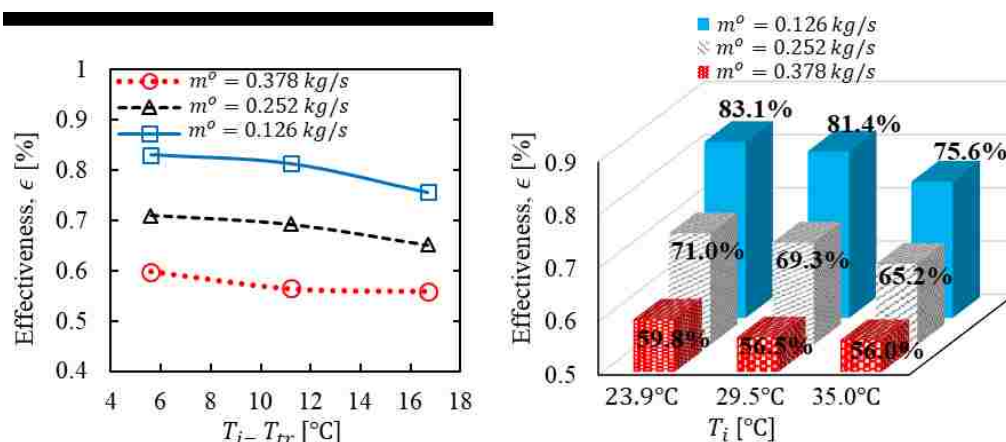 1
0.9
0.8
0.7
0.6
0.5
0.4
Effectiveness, ϵ [%]
m° = 0.378 kg/s
m° = 0.252 kg/s
m° = 0.126 kg/s
4 6 8 10 12 14 16 18
T_{i-} T_{tr} [°C]
m° = 0.126 kg/s
m° = 0.252 kg/s
m° = 0.378 kg/s
0.9
0.8
0.7
0.6
0.5
Effectiveness, ϵ [%]
83.1% 81.4% 75.6%
71.0% 69.3% 65.2%
59.8% 56.5% 56.0%
23.9°C 29.5°C 35.0°C
T_i [°C]